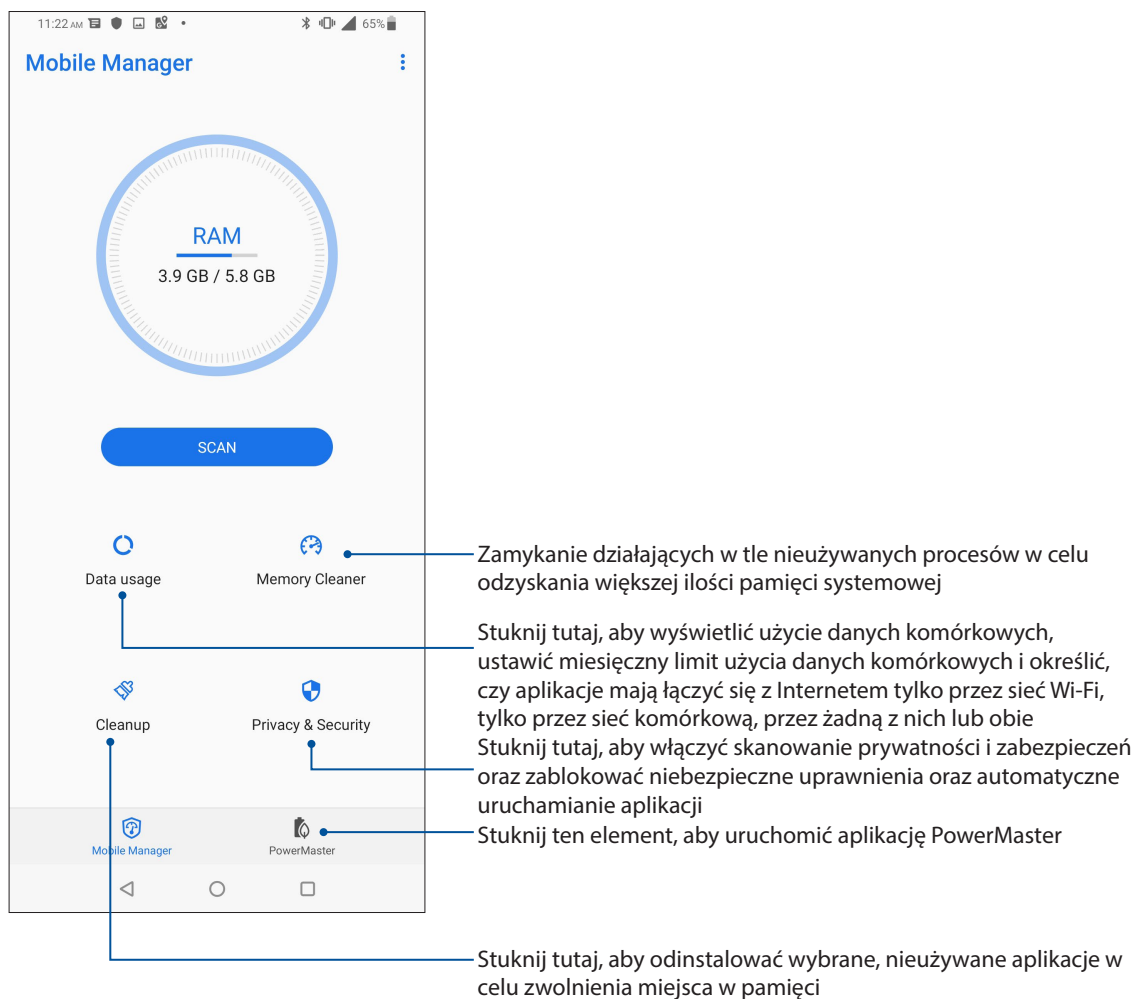 11:22 AM
65%
Mobile Manager
RAM
3.9 GB / 5.8 GB
SCAN
Data usage
Memory Cleaner
Cleanup
Privacy & Security
Mobile Manager
PowerMaster
Zamykanie działających w tle nieużywanych procesów w celu
odzyskania większej ilości pamięci systemowej
Stuknij tutaj, aby wyświetlić użycie danych komórkowych,
ustawić miesięczny limit użycia danych komórkowych i określić,
czy aplikacje mają łączyć się z Internetem tylko przez sieć Wi-Fi,
tylko przez sieć komórkową, przez żadną z nich lub obie
Stuknij tutaj, aby włączyć skanowanie prywatności i zabezpieczeń
oraz zablokować niebezpieczne uprawnienia oraz automatyczne
uruchamianie aplikacji
Stuknij ten element, aby uruchomić aplikację PowerMaster
Stuknij tutaj, aby odinstalować wybrane, nieużywane aplikacje w
celu zwolnienia miejsca w pamięci